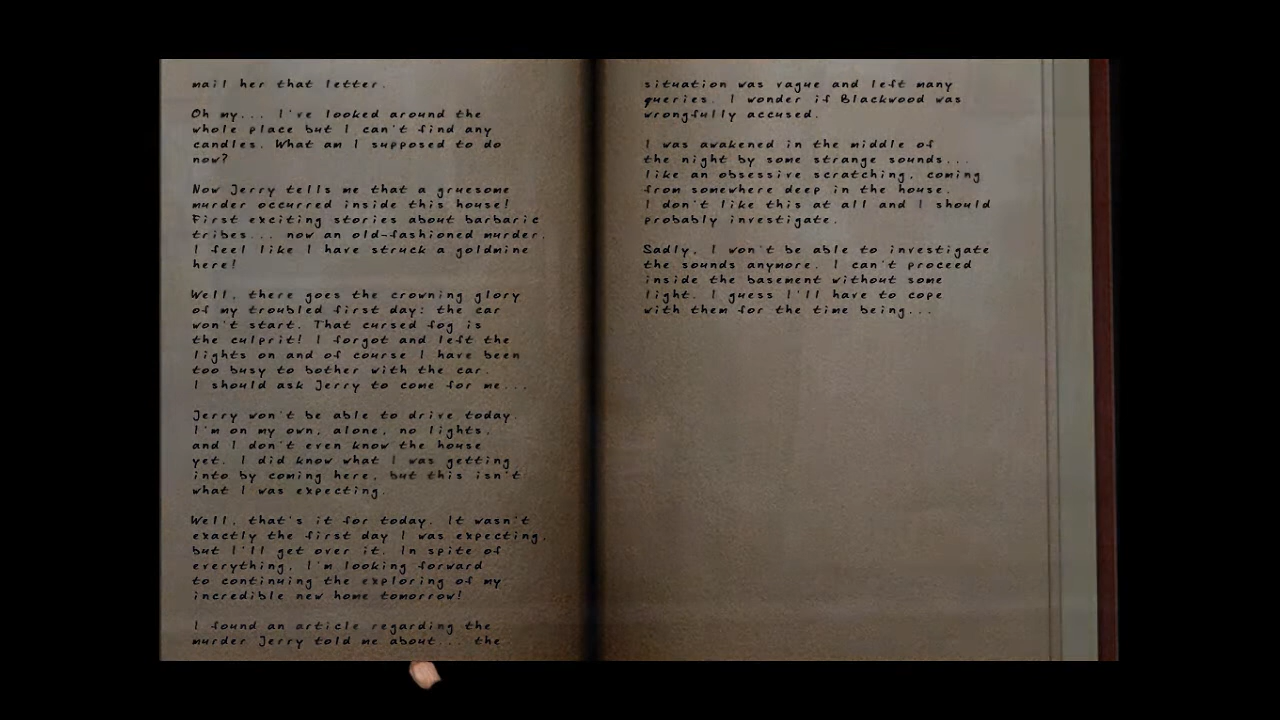 mail her that letter.
Oh my... I've looked around the
whole place but I can't find any
candles. What am I supposed to do
now?
Now Jerry tells me that a gruesome
murder occurred inside this house!
First exciting stories about barbaric
tribes... now an old-fashioned murder.
I feel like I have struck a goldmine
here!
Well, there goes the crowning glory
of my troubled first day: the car
won't start. That cursed fog is
the culprit! I forgot and left the
lights on and of course I have been
too busy to bother with the car.
I should ask Jerry to come for me...
Jerry won't be able to drive today.
I'm on my own, alone, no lights,
and I don't even know the house
yet. I did know what I was getting
into by coming here, but this isn't
what I was expecting.
Well, that's it for today. It wasn't
exactly the first day I was expecting,
but I'll get over it. In spite of
everything, I'm looking forward
to continuing the exploring of my
incredible new home tomorrow!
I found an article regarding the
murder Jerry told me about... the
situation was vague and left many
queries. I wonder if Blackwood was
wrongfully accused.
I was awakened in the middle of
the night by some strange sounds...
like an obsessive scratching, coming
from somewhere deep in the house.
I don't like this at all and I should
probably investigate.
Sadly, I won't be able to investigate
the sounds anymore. I can't proceed
inside the basement without some
light. I guess I'll have to cope
with them for the time being...